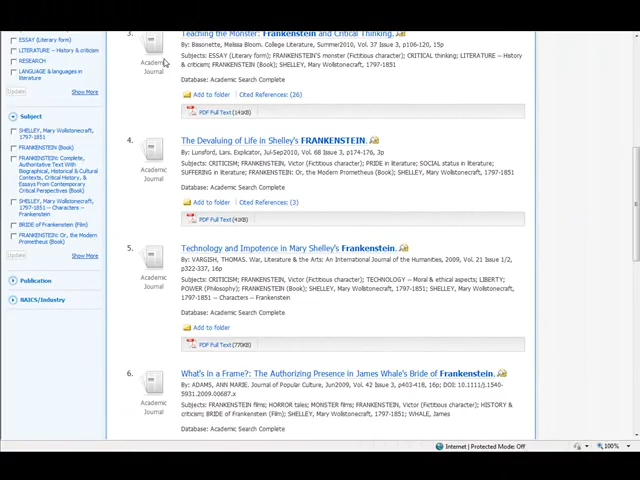 ESSAY (Literary form)
LITERATURE -- History & criticism
RESEARCH
LANGUAGE & languages in
literature
Update
Show More
Subject
SHELLEY, Mary Wollstonecraft,
1797-1851
FRANKENSTEIN (Book)
FRANKENSTEIN: Complete,
Authoritative Text With
Biographical, Historical & Cultural
Contexts, Critical History, &
Essays From Contemporary
Critical Perspectives (Book)
SHELLEY, Mary Wollstonecraft,
1797-1851 -- Characters --
Frankenstein
BRIDE of Frankenstein (Film)
FRANKENSTEIN: Or, the Modern
Prometheus (Book)
Update
Show More
Publication
NAICS/Industry
3.
Academic
Journal
Teaching the Monster: Frankenstein and Critical Thinking.
By: Bissonette, Melissa Bloom. College Literature, Summer2010, Vol. 37 Issue 3, p106-120, 15p
Subjects: ESSAY (Literary form); FRANKENSTEIN'S monster (Fictitious character); CRITICAL thinking; LITERATURE -- History
& criticism; FRANKENSTEIN (Book); SHELLEY, Mary Wollstonecraft, 1797-1851
Database: Academic Search Complete
Add to folder Cited References: (26)
PDF Full Text (141KB)
4.
Academic
Journal
The Devaluing of Life in Shelley's FRANKENSTEIN.
By: Lunsford, Lars. Explicator, Jul-Sep2010, Vol. 68 Issue 3, p174-176, 3p
Subjects: CRITICISM; FRANKENSTEIN, Victor (Fictitious character); PRIDE in literature; SOCIAL status in literature;
SUFFERING in literature; FRANKENSTEIN: Or, the Modern Prometheus (Book); SHELLEY, Mary Wollstonecraft, 1797-1851
Database: Academic Search Complete
Add to folder Cited References: (3)
PDF Full Text (41KB)
5.
Academic
Journal
Technology and Impotence in Mary Shelley's Frankenstein.
By: VARGISH, THOMAS. War, Literature & the Arts: An International Journal of the Humanities, 2009, Vol. 21 Issue 1/2,
p322-337, 16p
Subjects: CRITICISM; FRANKENSTEIN, Victor (Fictitious character); TECHNOLOGY -- Moral & ethical aspects; LIBERTY;
POWER (Philosophy); FRANKENSTEIN (Book); SHELLEY, Mary Wollstonecraft, 1797-1851; SHELLEY, Mary Wollstonecraft,
1797-1851 -- Characters -- Frankenstein
Database: Academic Search Complete
Add to folder
PDF Full Text (770KB)
6.
Academic
Journal
What's in a Frame?: The Authorizing Presence in James Whale's Bride of Frankenstein.
By: ADAMS, ANN MARIE. Journal of Popular Culture, Jun2009, Vol. 42 Issue 3, p403-418, 16p; DOI: 10.1111/j.1540-
5931.2009.00687.x
Subjects: FRANKENSTEIN films; HORROR tales; MONSTER films; FRANKENSTEIN, Victor (Fictitious character); HISTORY &
criticism; BRIDE of Frankenstein (Film); SHELLEY, Mary Wollstonecraft, 1797-1851; WHALE, James
Database: Academic Search Complete
Internet | Protected Mode: Off
100%